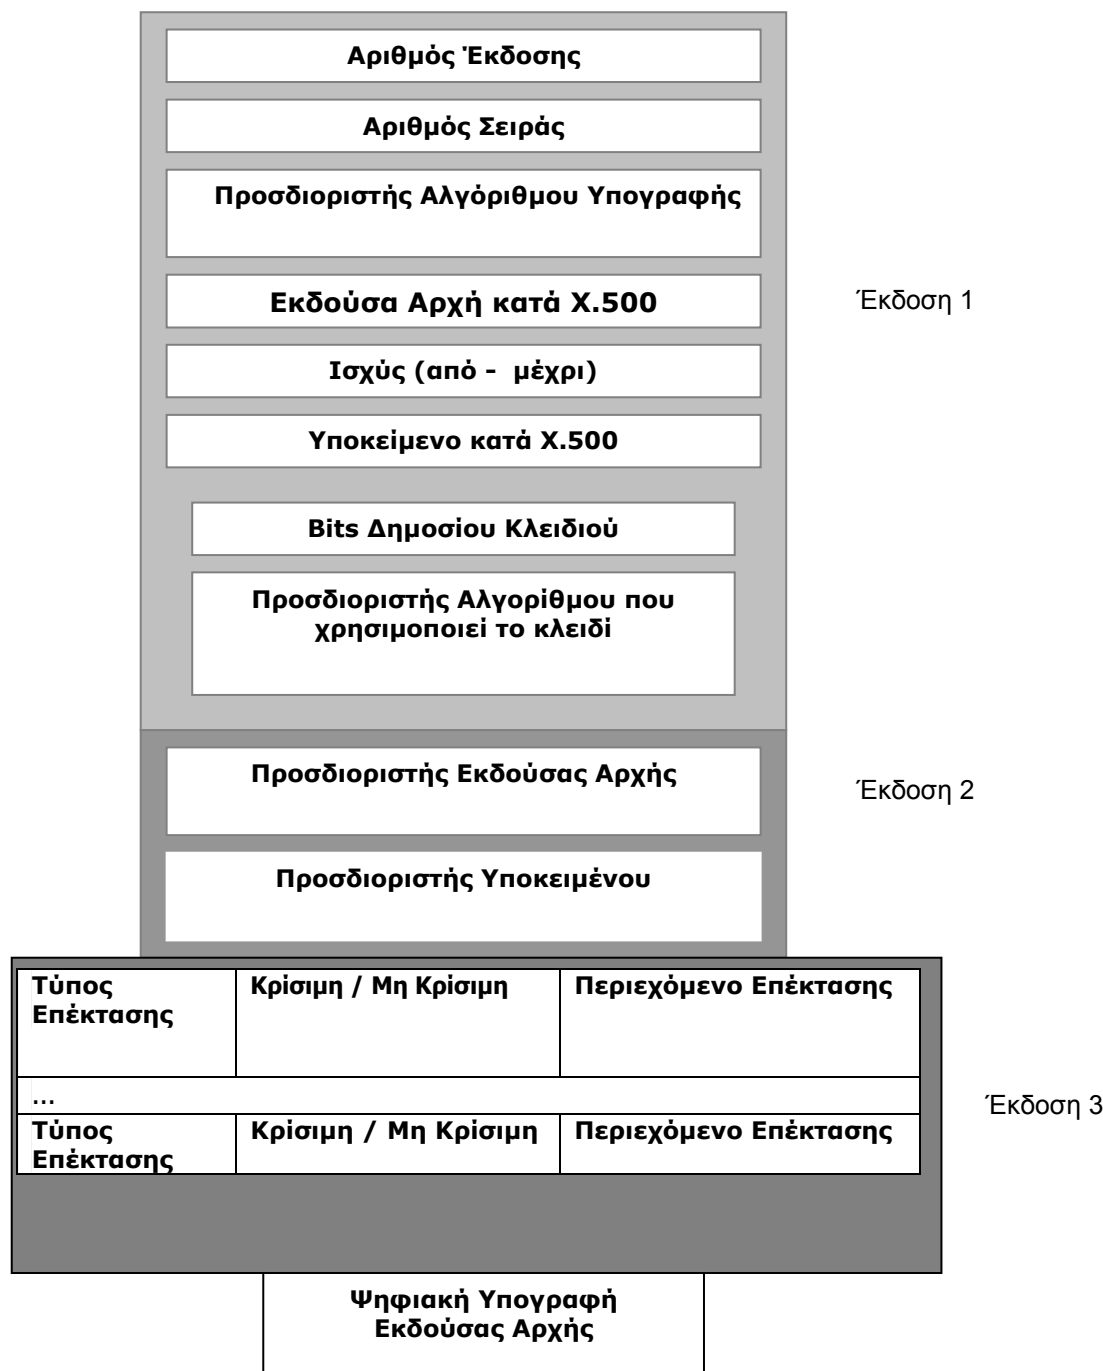 Αριθμός Έκδοσης
Αριθμός Σειράς
Προσδιοριστής Αλγόριθμου Υπογραφής
Εκδούσα Αρχή κατά Χ.500
Έκδοση 1
Ισχύς (από - μέχρι)
Υποκείμενο κατά Χ.500
Bits Δημοσίου Κλειδιού
Προσδιοριστής Αλγορίθμου που
χρησιμοποιεί το κλειδί
Προσδιοριστής Εκδούσας Αρχής
Έκδοση 2
Προσδιοριστής Υποκειμένου
Τύπος
Επέκτασης
Κρίσιμη / Μη Κρίσιμη
Περιεχόμενο Επέκτασης
...
Έκδοση 3
Τύπος
Επέκτασης
Κρίσιμη / Μη Κρίσιμη
Περιεχόμενο Επέκτασης
Ψηφιακή Υπογραφή
Εκδούσας Αρχής